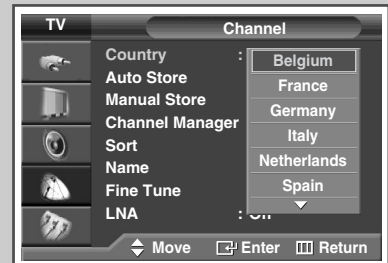 TV
Channel
Country :
Auto Store
Manual Store
Channel Manager
Sort
Name
Fine Tune
LNA :
Belgium
France
Germany
Italy
Netherlands
Spain
Move Enter Return